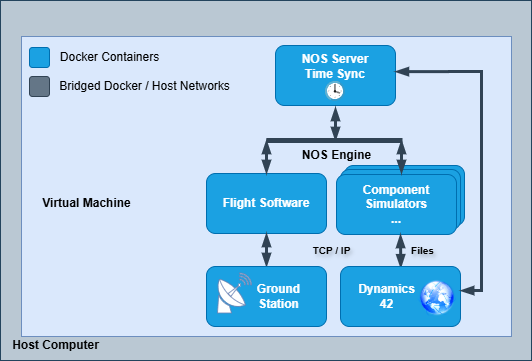 Docker Containers
Bridged Docker / Host Networks
NOS Server
Time Sync
NOS Engine
Virtual Machine
Flight Software
Component
Simulators
...
TCP / IP
Files
Ground
Station
Dynamics
42
Host Computer